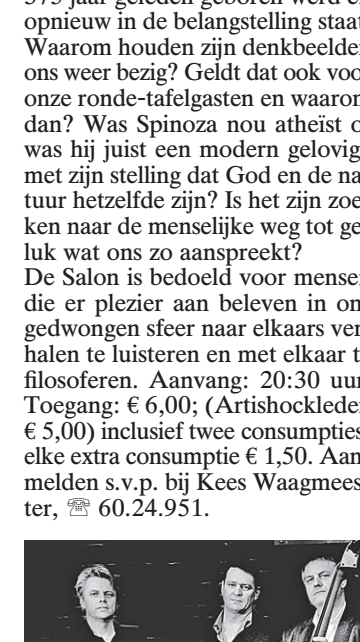 375 jaar geleden geboren werd e
opnieuw in de belangstelling staat
Waarom houden zijn denkbeelde
ons weer bezig? Geldt dat ook voo
onze ronde-tafelgasten en waarom
dan? Was Spinoza nou atheïst o
was hij juist een modern gelovig
met zijn stelling dat God en de na
tuur hetzelfde zijn? Is het zijn zoe
ken naar de menselijke weg tot ge
luk wat ons zo aanspreekt?
De Salon is bedoeld voor mensen
die er plezier aan beleven in on
gedwongen sfeer naar elkaars ver
halen te luisteren en met elkaar t
filosoferen. Aanvang: 20:30 uur
Toegang: € 6,00; (Artishocklede
€ 5,00) inclusief twee consumpties
elke extra consumptie € 1,50. Aan
melden s.v.p. bij Kees Waagmees
ter, ☏ 60.24.951.